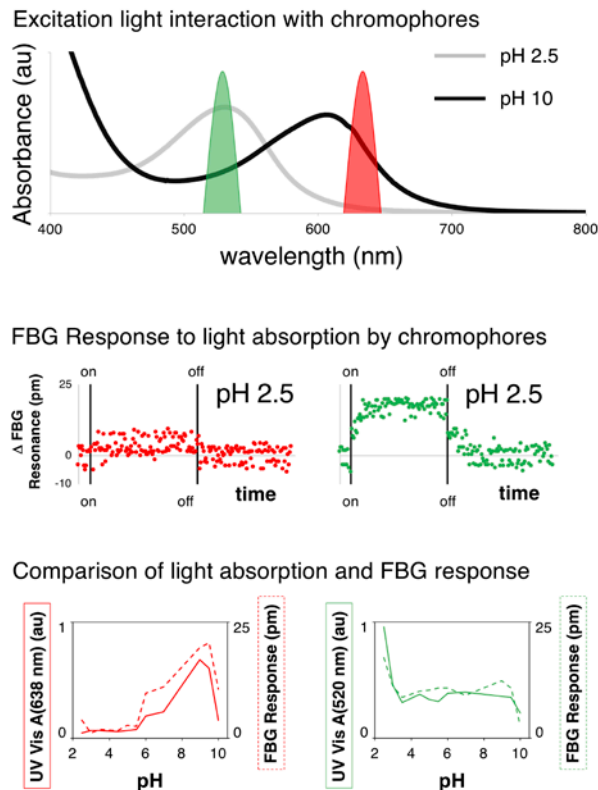 Excitation light interaction with chromophores
Absorbance (au)
pH 2.5
pH 10
400 500 600 700 800
wavelength (nm)
FBG Response to light absorption by chromophores
on off on off
Δ FBG
Resonance (pm)
25
0
-10
pH 2.5 pH 2.5
on off time on off time
Comparison of light absorption and FBG response
UV Vis A(638 nm) (au)
1
0
25
0
FBG Response (pm)
2 4 6 8 10
pH
UV Vis A(520 nm) (au)
1
0
25
0
FBG Response (pm)
2 4 6 8 10
pH